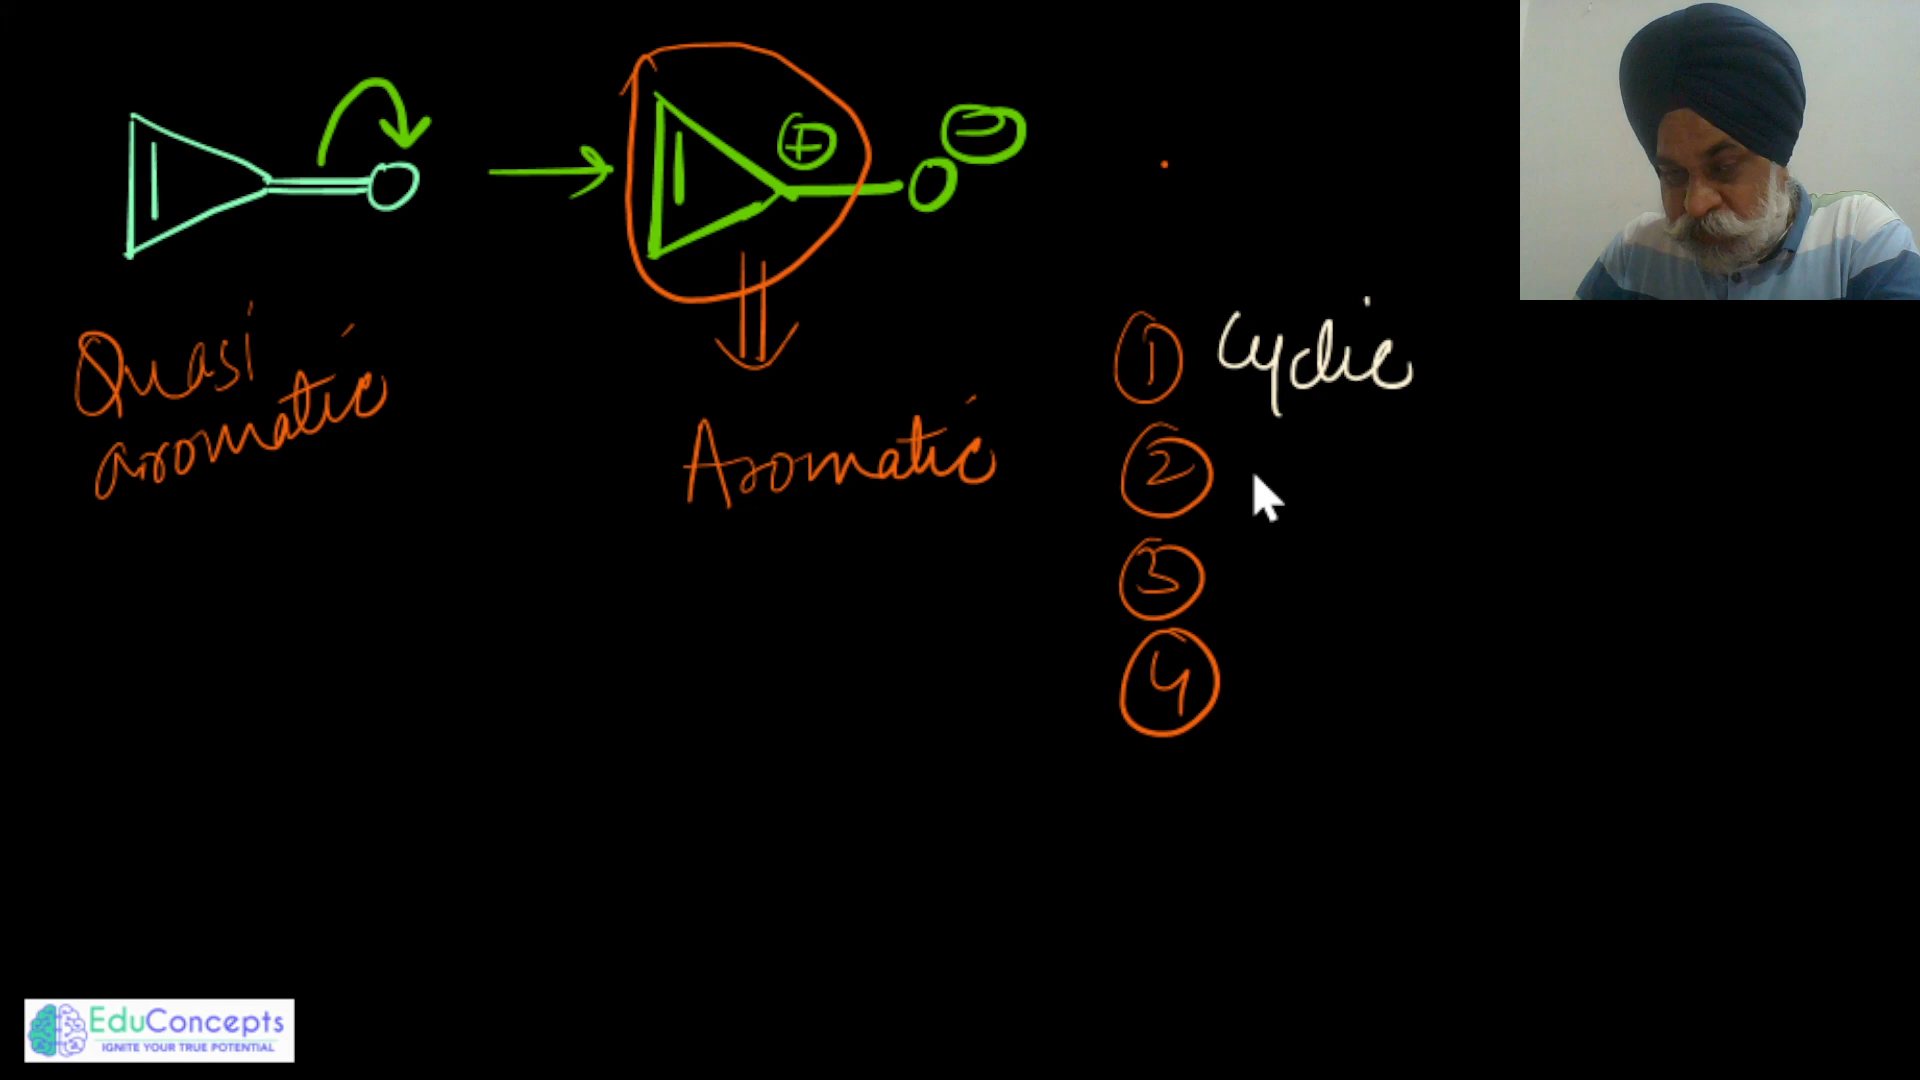 O
⊕
O
⊖
Quasi
aromatic
Aromatic
① Cyclic
②
③
④
EduConcepts
IGNITE YOUR TRUE POTENTIAL